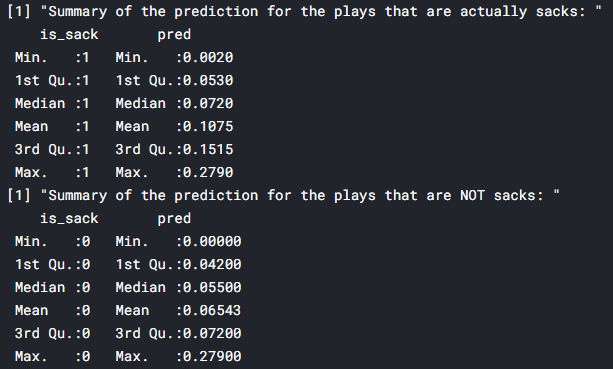 [1] "Summary of the prediction for the plays that are actually sacks: "
    is_sack       pred
 Min.   :1   Min.   :0.0020
 1st Qu.:1   1st Qu.:0.0530
 Median :1   Median :0.0720
 Mean   :1   Mean   :0.1075
 3rd Qu.:1   3rd Qu.:0.1515
 Max.   :1   Max.   :0.2790
[1] "Summary of the prediction for the plays that are NOT sacks: "
    is_sack       pred
 Min.   :0   Min.   :0.00000
 1st Qu.:0   1st Qu.:0.04200
 Median :0   Median :0.05500
 Mean   :0   Mean   :0.06543
 3rd Qu.:0   3rd Qu.:0.07200
 Max.   :0   Max.   :0.27900